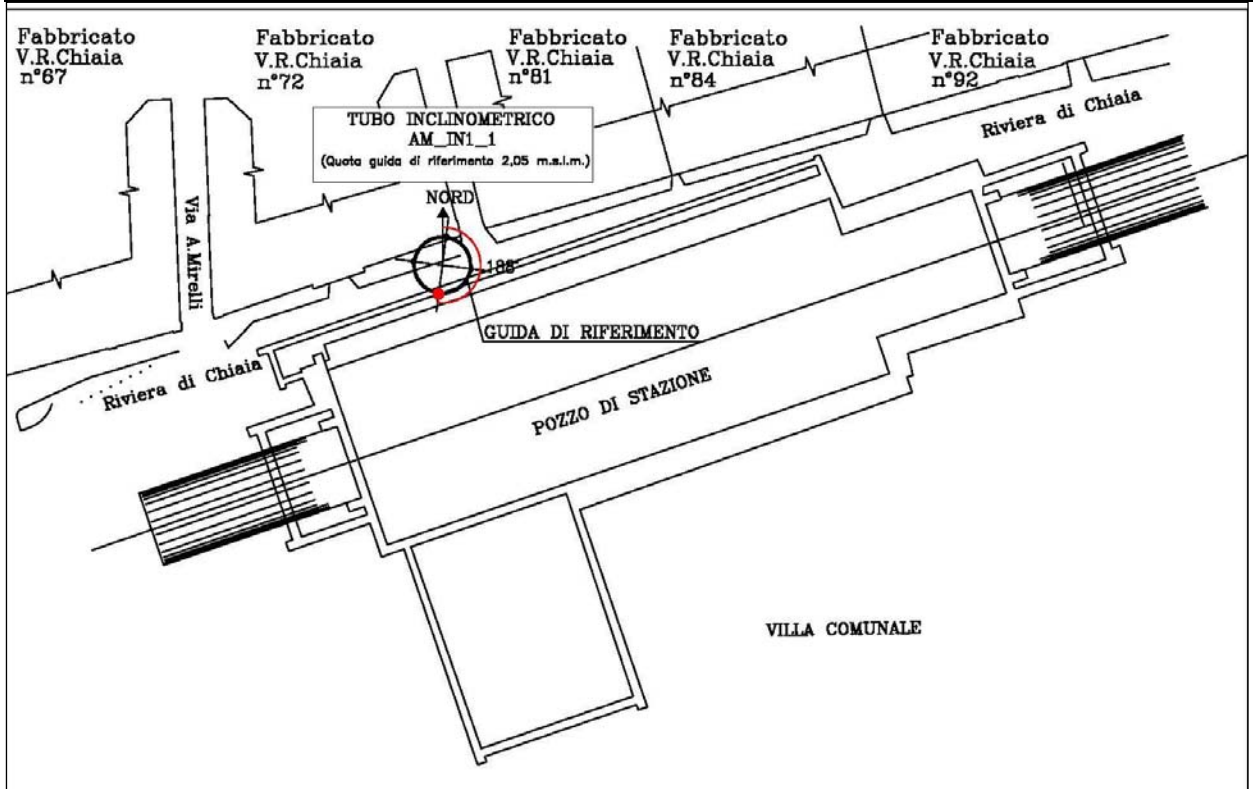 Fabbricato
V.R.Chiaia
n°67
Fabbricato
V.R.Chiaia
n°72
Fabbricato
V.R.Chiaia
n°81
Fabbricato
V.R.Chiaia
n°84
Fabbricato
V.R.Chiaia
n°92
TUBO INCLINOMETRICO
AM_IN1_1
(Quota guida di riferimento 2,05 m.s.l.m.)
Riviera di Chiaia
NORD
Via A.Mirelli
188°
GUIDA DI RIFERIMENTO
Riviera di Chiaia
POZZO DI STAZIONE
VILLA COMUNALE